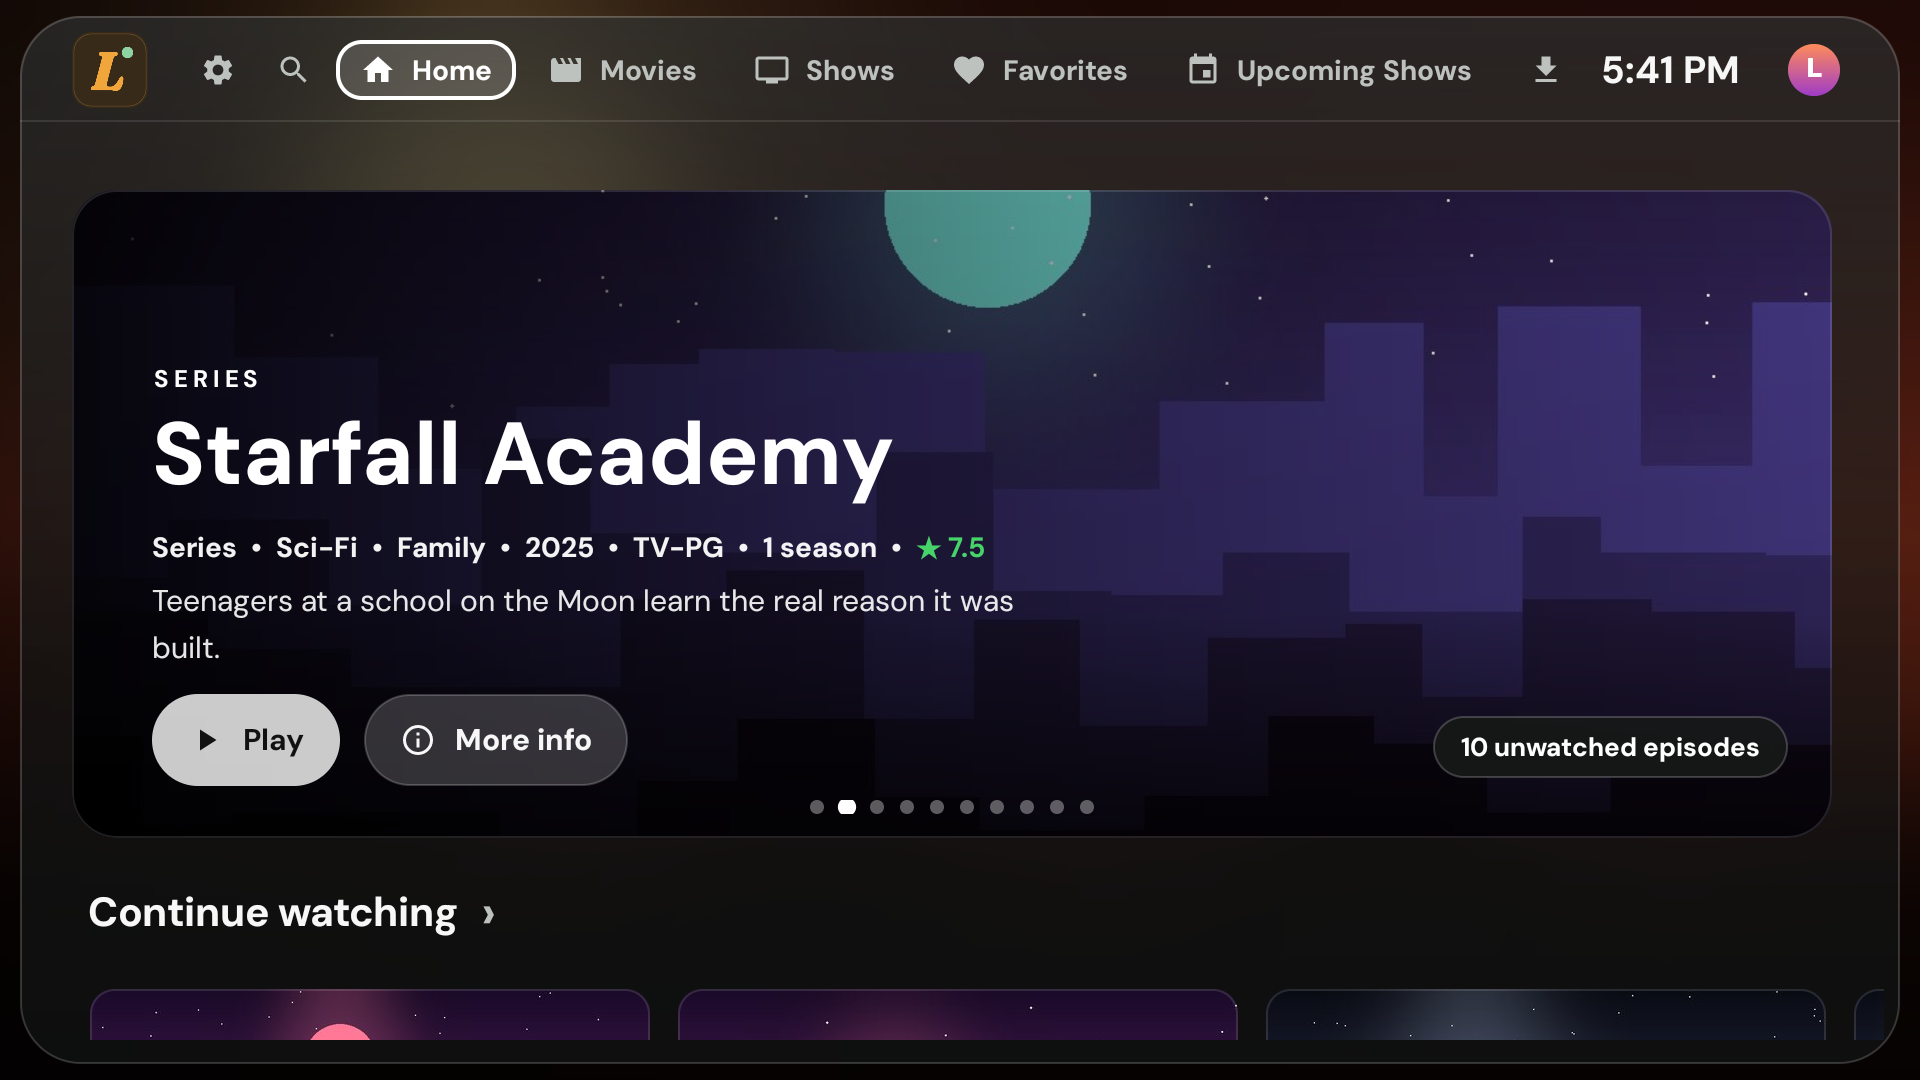 L
Home
Movies
Shows
Favorites
Upcoming Shows
5:41 PM
L
SERIES
Starfall Academy
Series • Sci-Fi • Family • 2025 • TV-PG • 1 season • ★ 7.5
Teenagers at a school on the Moon learn the real reason it was
built.
Play
More info
10 unwatched episodes
Continue watching ›